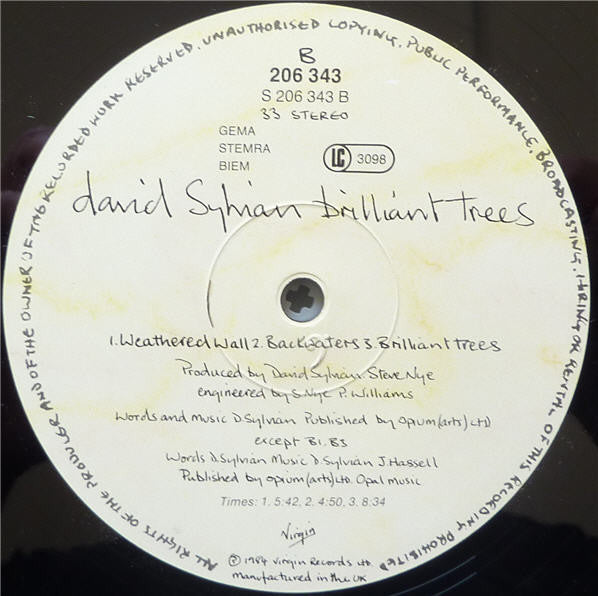 ALL RIGHTS OF THE PRODUCER AND OF THE OWNER OF THE RECORDED WORK RESERVED. UNAUTHORISED COPYING, PUBLIC PERFORMANCE, BROADCASTING, HIRING OR RENTAL OF THIS RECORDING PROHIBITED
B
206 343
S 206 343 B
33 STEREO
GEMA
STEMRA
BIEM
LC 3098
david Sylvian brilliant trees
1. Weathered Wall 2. Backwaters 3. Brilliant trees
Produced by David Sylvian. Steve Nye
engineered by S. Nye P. Williams
Words and Music D. Sylvian Published by Opium (arts) LTD
except B1, B3
Words D. Sylvian Music D. Sylvian J. Hassell
Published by opium (arts) LTD. Opal Music
Times: 1. 5:42, 2. 4:50, 3. 8:34
Virgin
℗ 1984 Virgin Records LTD.
manufactured in the UK